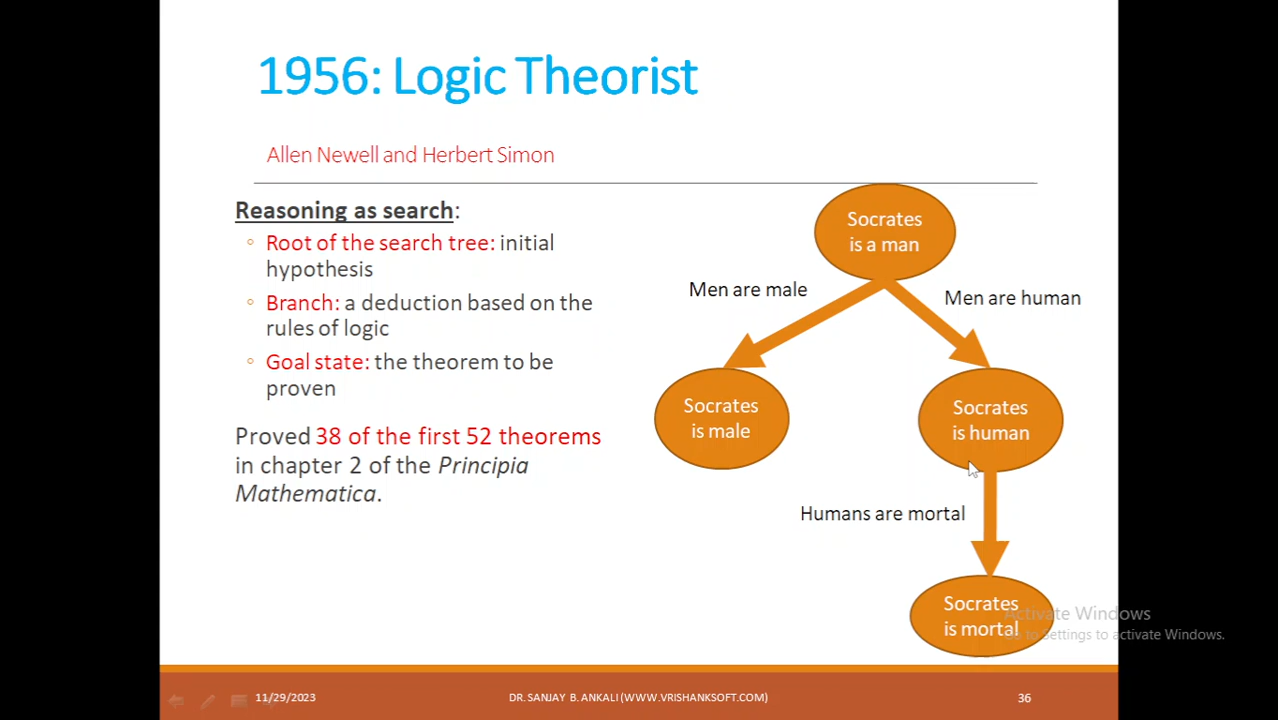 1956: Logic Theorist
Allen Newell and Herbert Simon
Reasoning as search:
Root of the search tree: initial
hypothesis
Branch: a deduction based on the
rules of logic
Goal state: the theorem to be
proven
Proved 38 of the first 52 theorems
in chapter 2 of the Principia
Mathematica.
Socrates
is a man
Men are male
Men are human
Socrates
is male
Socrates
is human
Humans are mortal
Socrates
is mortal
Activate Windows
Go to Settings to activate Windows.
11/29/2023
DR. SANJAY B. ANKALI (WWW.VRISHANKSOFT.COM)
36